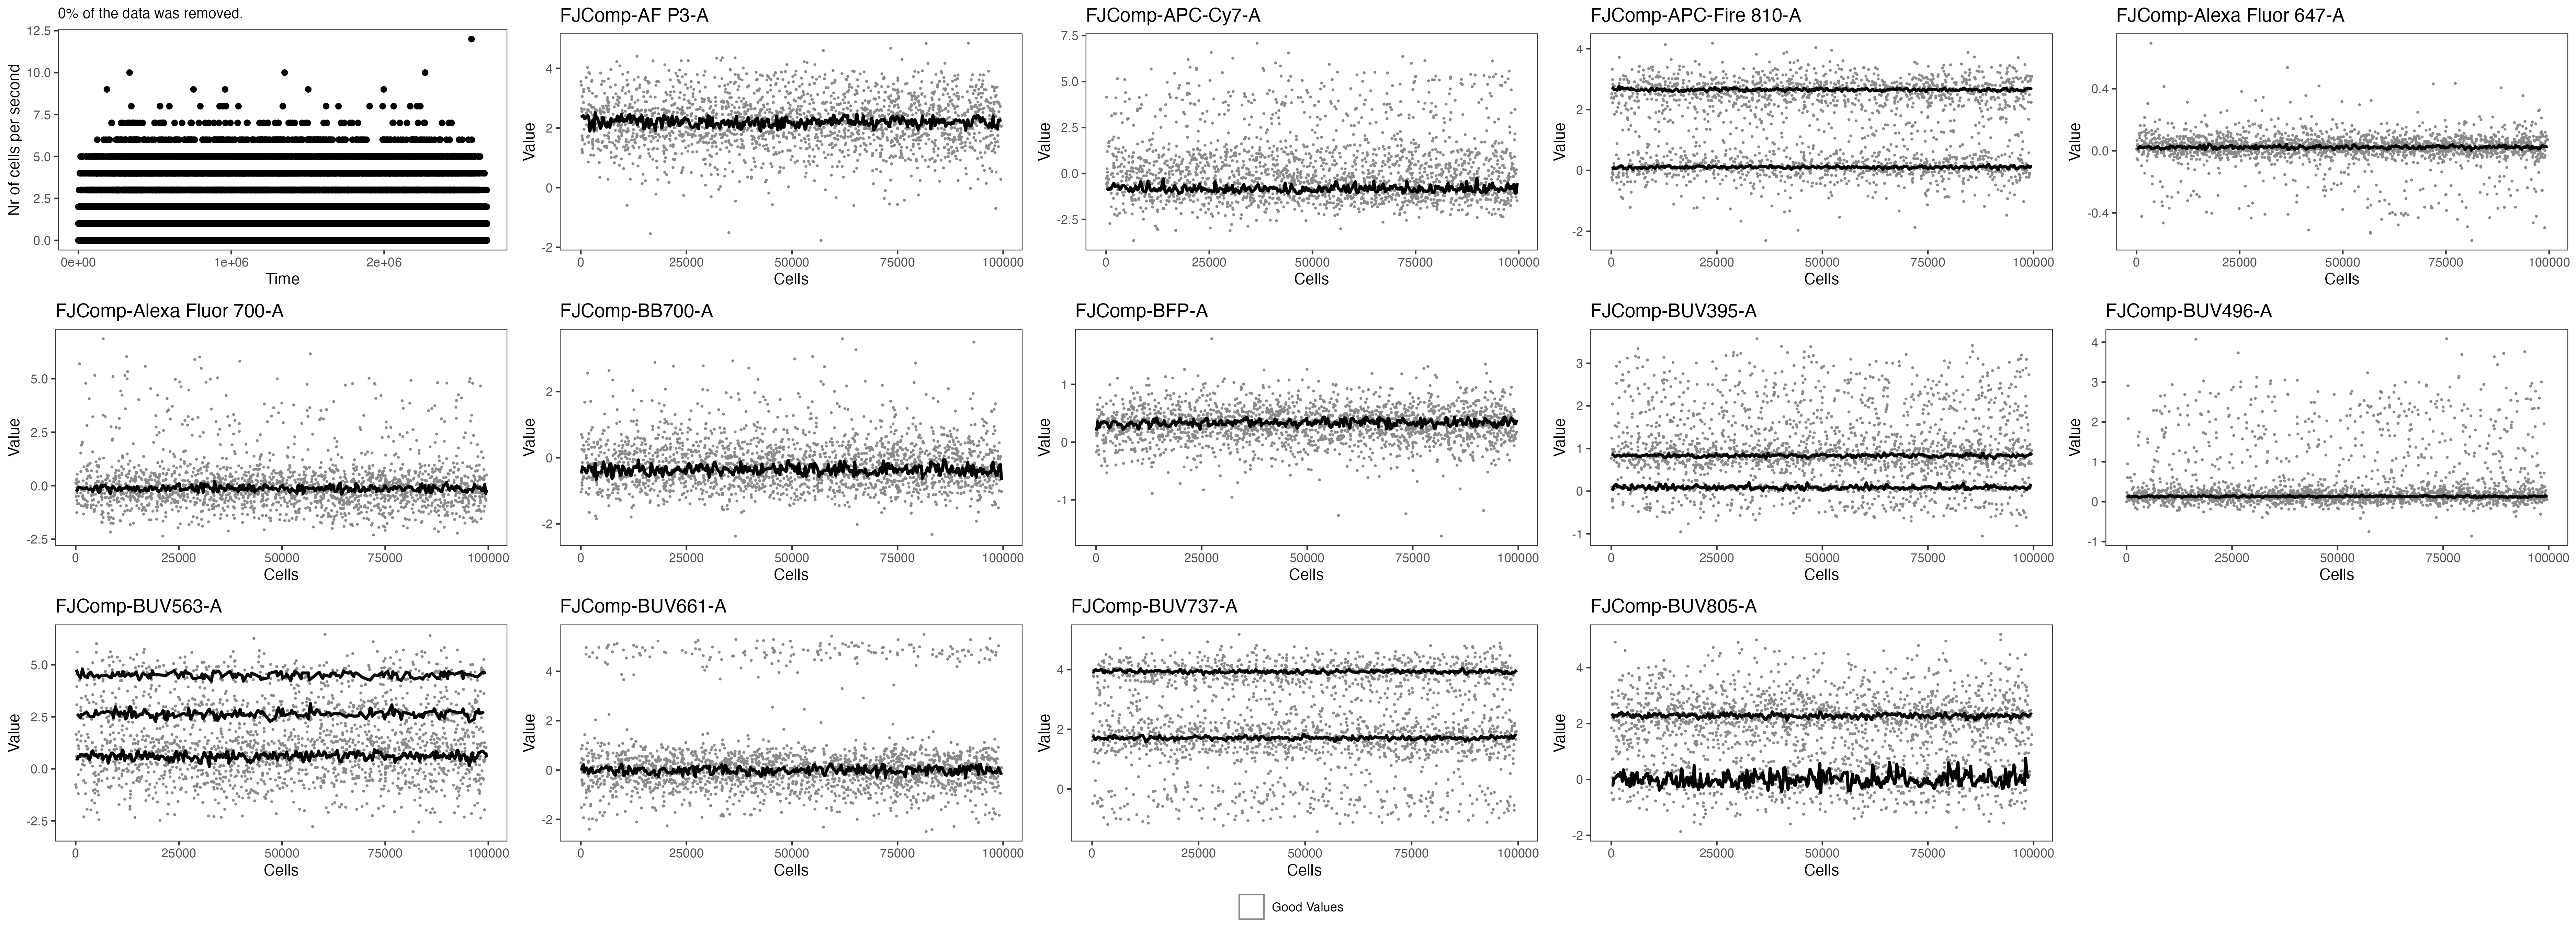 0% of the data was removed.
Nr of cells per second
12.5
10.0
7.5
5.0
2.5
0.0
0e+00 1e+06 2e+06
Time
FJComp-AF P3-A
Value
4
2
0
-2
0 25000 50000 75000 100000
Cells
FJComp-APC-Cy7-A
Value
7.5
5.0
2.5
0.0
-2.5
0 25000 50000 75000 100000
Cells
FJComp-APC-Fire 810-A
Value
4
2
0
-2
0 25000 50000 75000 100000
Cells
FJComp-Alexa Fluor 647-A
Value
0.4
0.0
-0.4
0 25000 50000 75000 100000
Cells
FJComp-Alexa Fluor 700-A
Value
5.0
2.5
0.0
-2.5
0 25000 50000 75000 100000
Cells
FJComp-BB700-A
Value
2
0
-2
0 25000 50000 75000 100000
Cells
FJComp-BFP-A
Value
1
0
-1
0 25000 50000 75000 100000
Cells
FJComp-BUV395-A
Value
3
2
1
0
-1
0 25000 50000 75000 100000
Cells
FJComp-BUV496-A
Value
4
3
2
1
0
-1
0 25000 50000 75000 100000
Cells
FJComp-BUV563-A
Value
5.0
2.5
0.0
-2.5
0 25000 50000 75000 100000
Cells
FJComp-BUV661-A
Value
4
2
0
-2
0 25000 50000 75000 100000
Cells
FJComp-BUV737-A
Value
4
2
0
0 25000 50000 75000 100000
Cells
FJComp-BUV805-A
Value
4
2
0
-2
0 25000 50000 75000 100000
Cells
Good Values